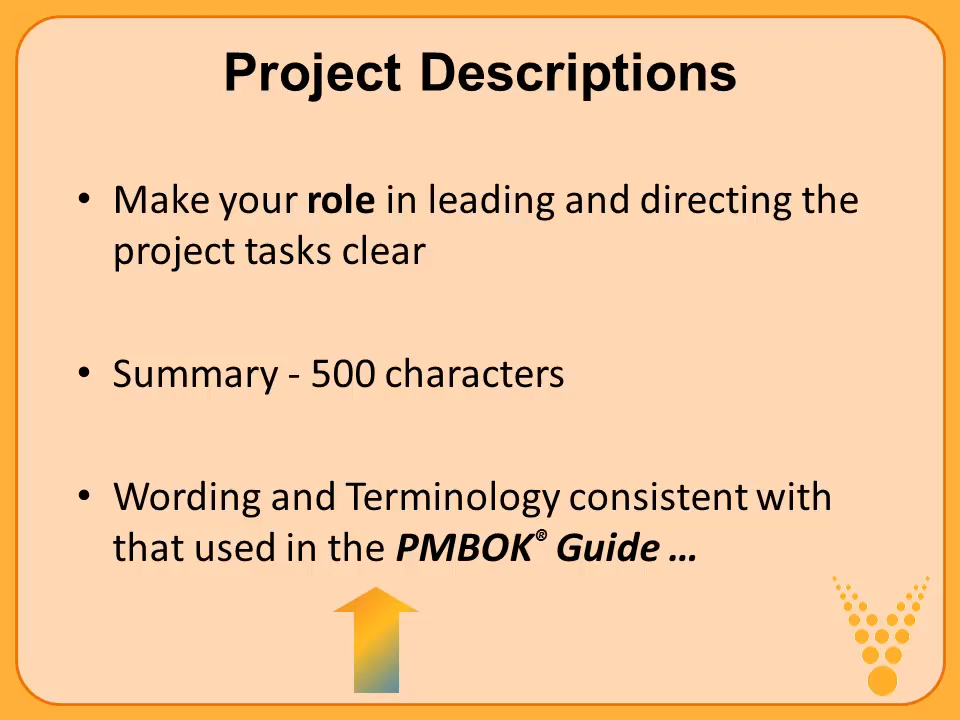 Project Descriptions
• Make your role in leading and directing the
project tasks clear
• Summary - 500 characters
• Wording and Terminology consistent with
that used in the PMBOK® Guide …